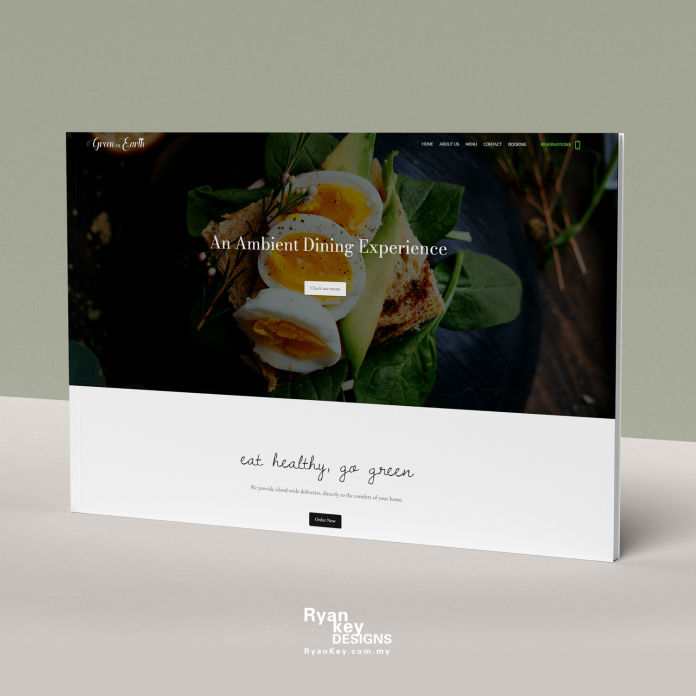 Green on Earth
HOME ABOUT US MENU CONTACT BOOKING RESERVATIONS
An Ambient Dining Experience
Check our menu
eat healthy, go green
We provide island-wide deliveries, directly to the comfort of your home.
Order Now
Ryan
key
DESIGNS
RyanKey.com.my